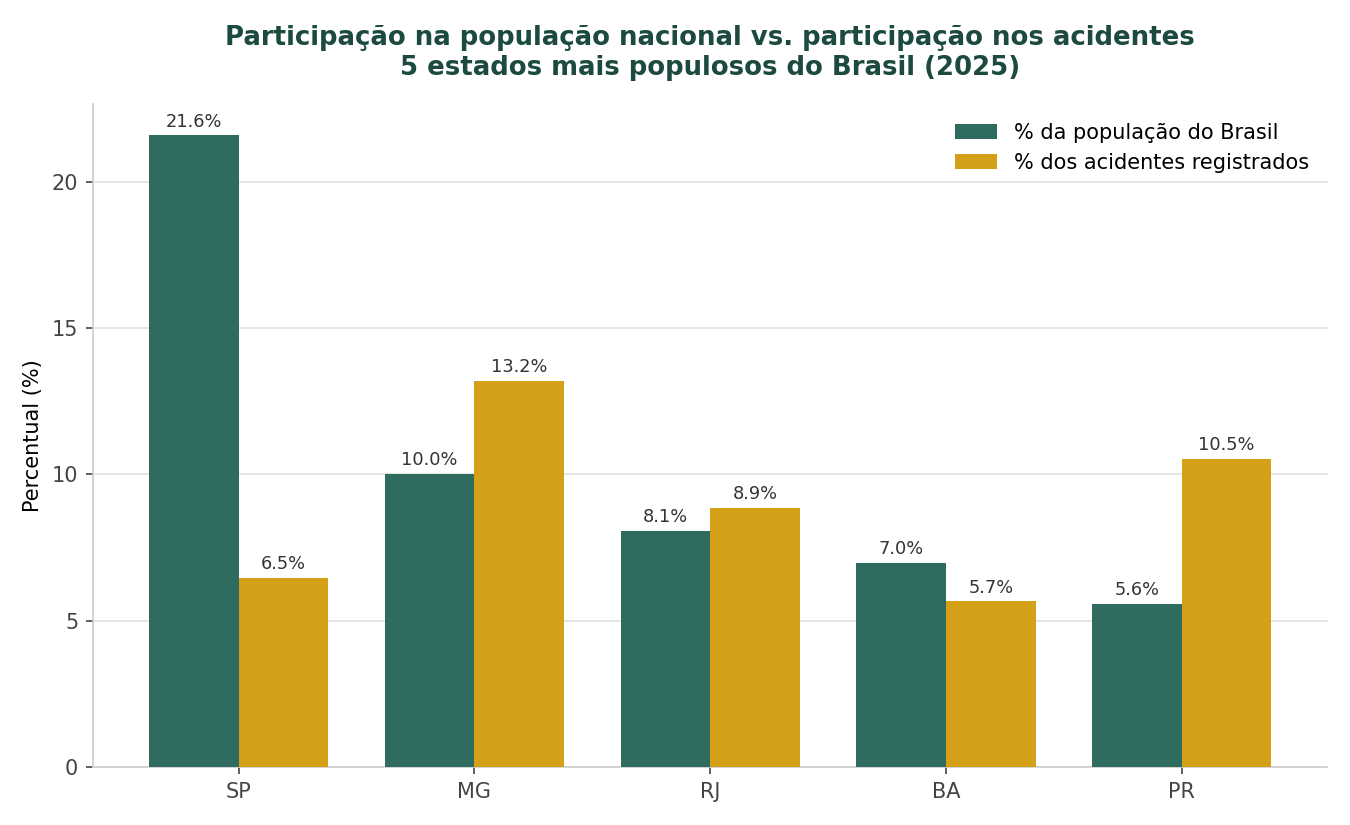 Participação na população nacional vs. participação nos acidentes
5 estados mais populosos do Brasil (2025)
% da população do Brasil
% dos acidentes registrados
Percentual (%)
20
15
10
5
0
21.6%
6.5%
10.0%
13.2%
8.1%
8.9%
7.0%
5.7%
5.6%
10.5%
SP
MG
RJ
BA
PR